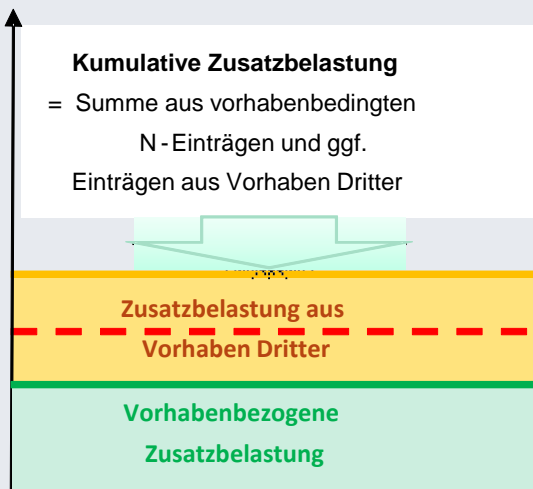 Kumulative Zusatzbelastung
= Summe aus vorhabenbedingten
N-Einträgen und ggf.
Einträgen aus Vorhaben Dritter
Zusatzbelastung aus
Vorhaben Dritter
Vorhabenbezogene
Zusatzbelastung